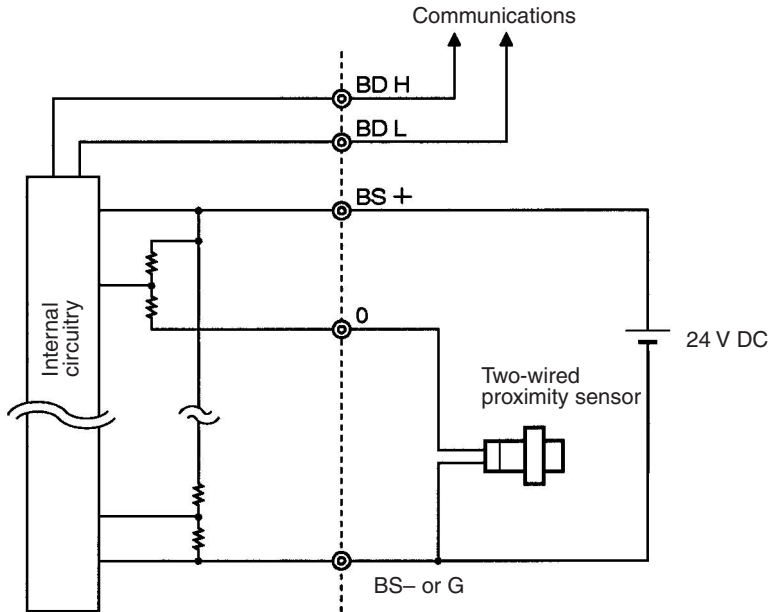 Communications
BD H
BD L
BS +
0
Internal
circuitry
24 V DC
Two-wired
proximity sensor
BS– or G